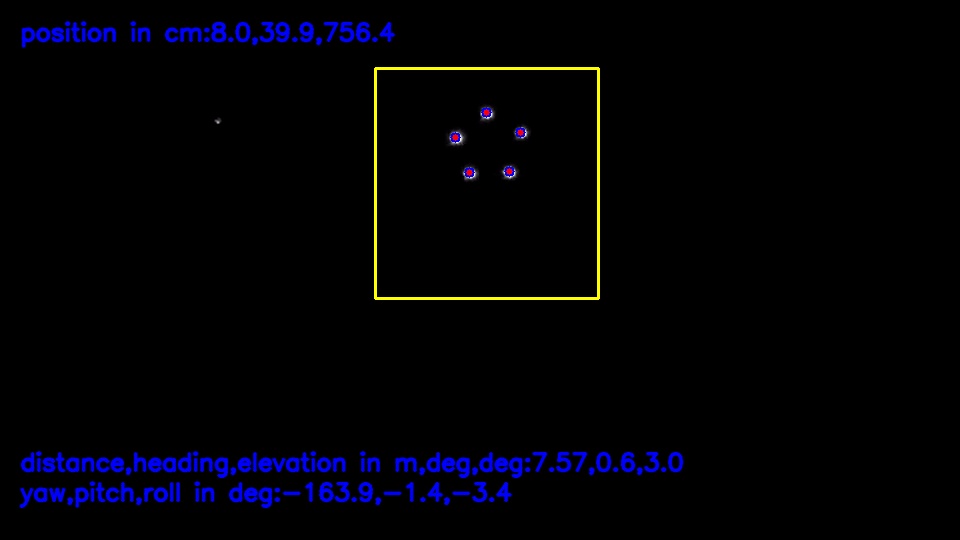 position in cm:8.0,39.9,756.4
distance,heading,elevation in m,deg,deg:7.57,0.6,3.0
yaw,pitch,roll in deg:-163.9,-1.4,-3.4